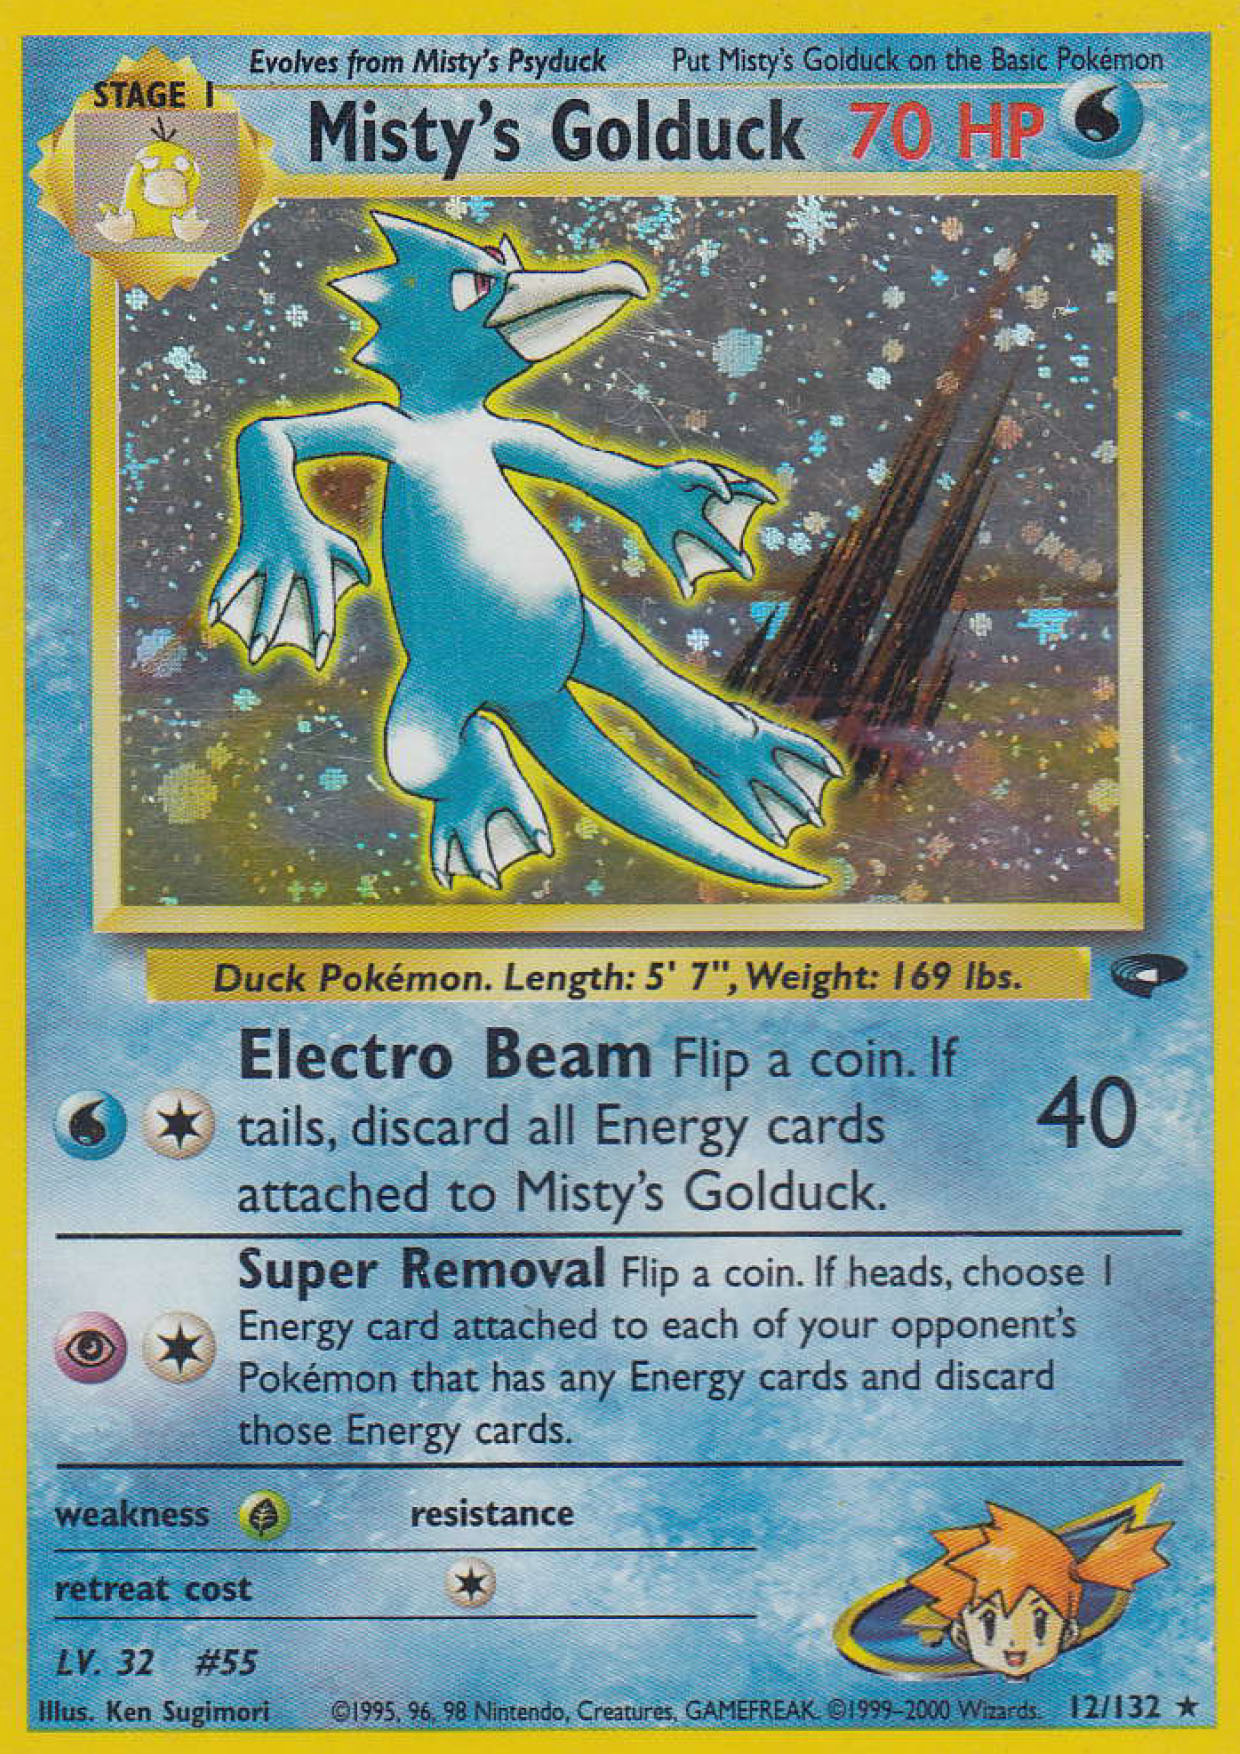 Evolves from Misty's Psyduck Put Misty's Golduck on the Basic Pokémon
STAGE 1
Misty's Golduck 70 HP
Duck Pokémon. Length: 5' 7", Weight: 169 lbs.
Electro Beam Flip a coin. If
tails, discard all Energy cards
attached to Misty's Golduck.
40
Super Removal Flip a coin. If heads, choose 1
Energy card attached to each of your opponent's
Pokémon that has any Energy cards and discard
those Energy cards.
weakness resistance
retreat cost
LV. 32 #55
Illus. Ken Sugimori ©1995, 96, 98 Nintendo, Creatures, GAMEFREAK. ©1999–2000 Wizards. 12/132 ★